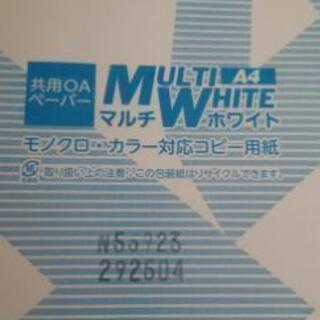 共用OA
ペーパー
MULTI A4
WHITE
マルチ ホワイト
モノクロ・カラー対応コピー用紙
取り扱い上の注意:この包装紙はリサイクルできます。
292504